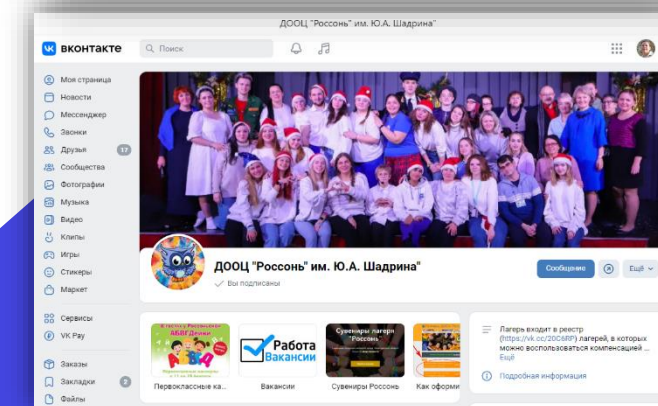 ДООЦ "Россонь" им. Ю.А. Шадрина"
вконтакте
Поиск
Моя страница
Новости
Мессенджер
Звонки
Друзья 17
Сообщества
Фотографии
Музыка
Видео
Клипы
Игры
Стикеры
Маркет
Сервисы
VK Pay
Заказы
Закладки 2
Файлы
ДООЦ "Россонь" им. Ю.А. Шадрина"
Вы подписаны
Сообщение
Ещё
АБВГДейки
Работа
Вакансии
Сувениры лагеря
"Россонь"
Первоклассные ка...
Вакансии
Сувениры Россонь
Как оформи
Лагерь входит в реестр
(https://vk.cc/20C6RP) лагерей, в которых
можно воспользоваться компенсацией ...
Ещё
Подробная информация